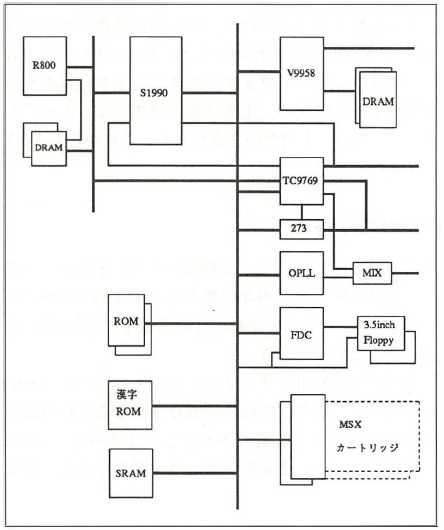 R800
S1990
V9958
DRAM
DRAM
TC9769
273
OPLL
MIX
ROM
FDC
3.5inch
Floppy
漢字
ROM
MSX
カートリッジ
SRAM